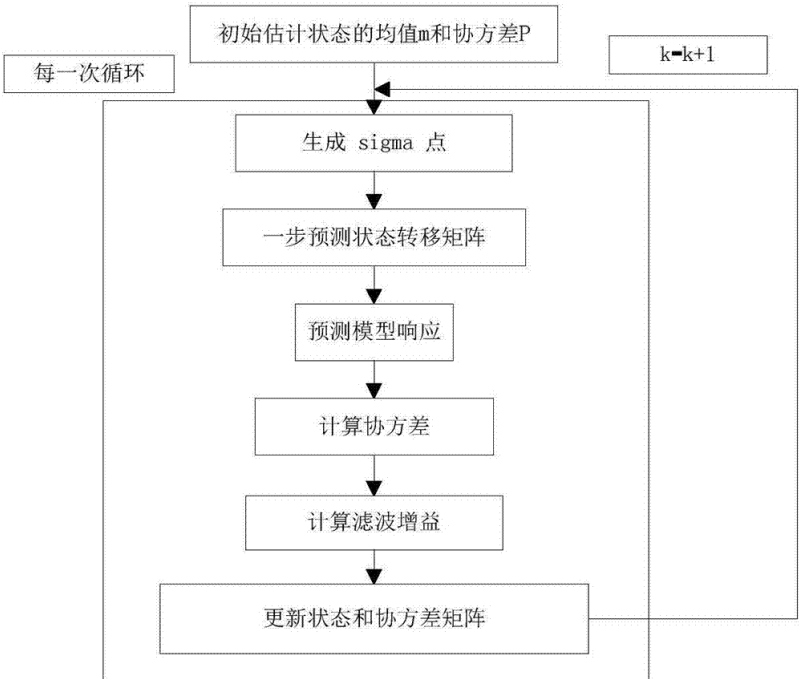 初始估计状态的均值m和协方差P
每一次循环
k=k+1
生成 sigma 点
一步预测状态转移矩阵
预测模型响应
计算协方差
计算滤波增益
更新状态和协方差矩阵